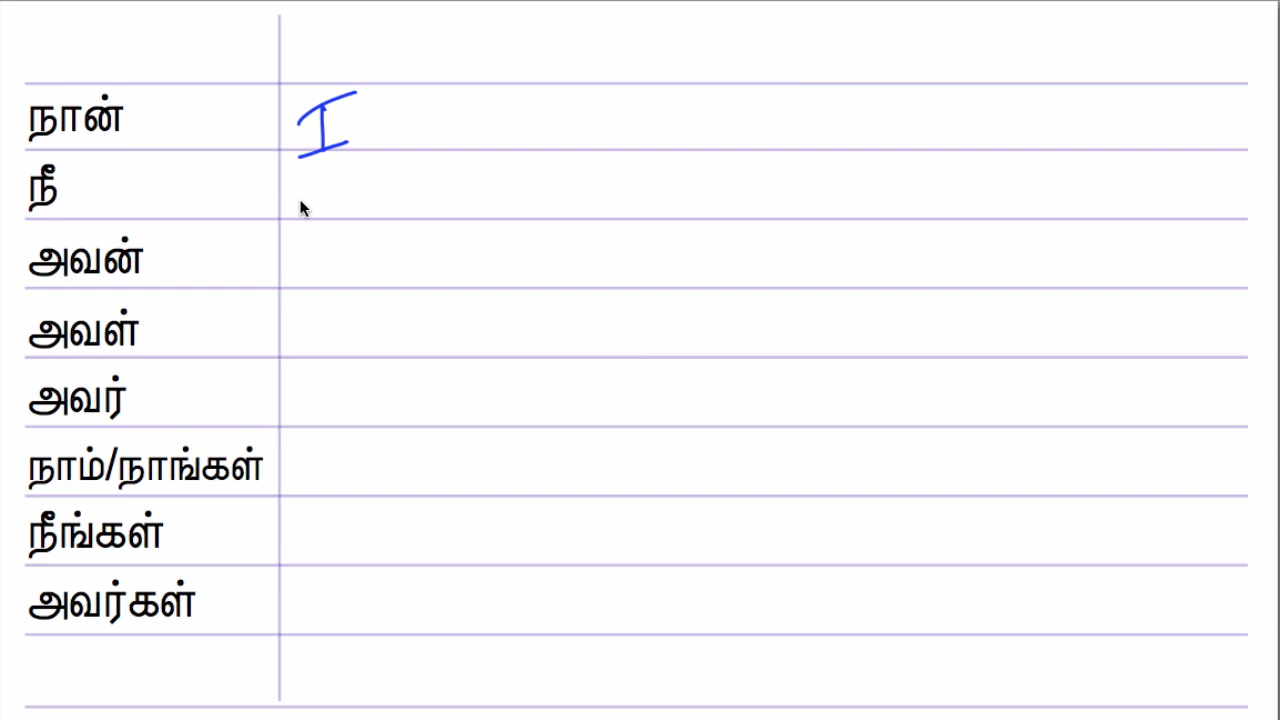 நான் I
நீ
அவன்
அவள்
அவர்
நாம்/நாங்கள்
நீங்கள்
அவர்கள்